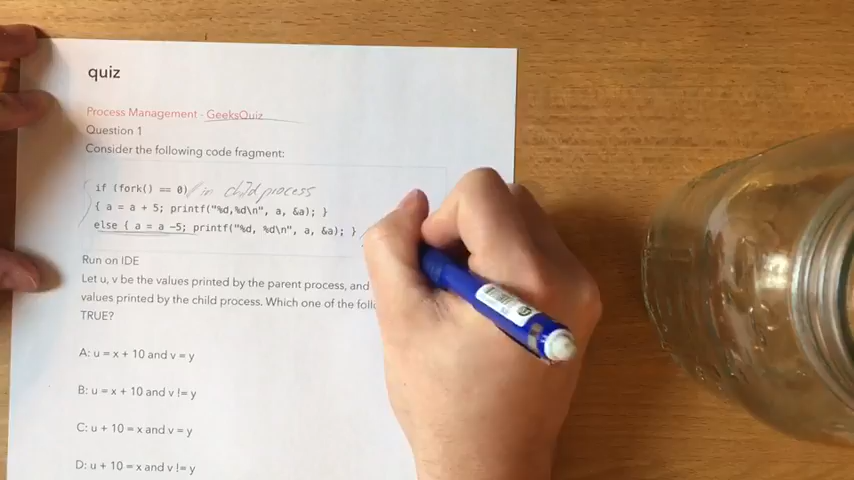 quiz
Process Management - GeeksQuiz
Question 1
Consider the following code fragment:
if (fork() == 0) // in child process
{ a = a + 5; printf("%d,%d\n", a, &a); }
else { a = a –5; printf("%d, %d\n", a, &a); }
Run on IDE
Let u, v be the values printed by the parent process, and
values printed by the child process. Which one of the
TRUE?
A: u = x + 10 and v = y
B: u = x + 10 and v != y
C: u + 10 = x and v = y
D: u + 10 = x and v != y